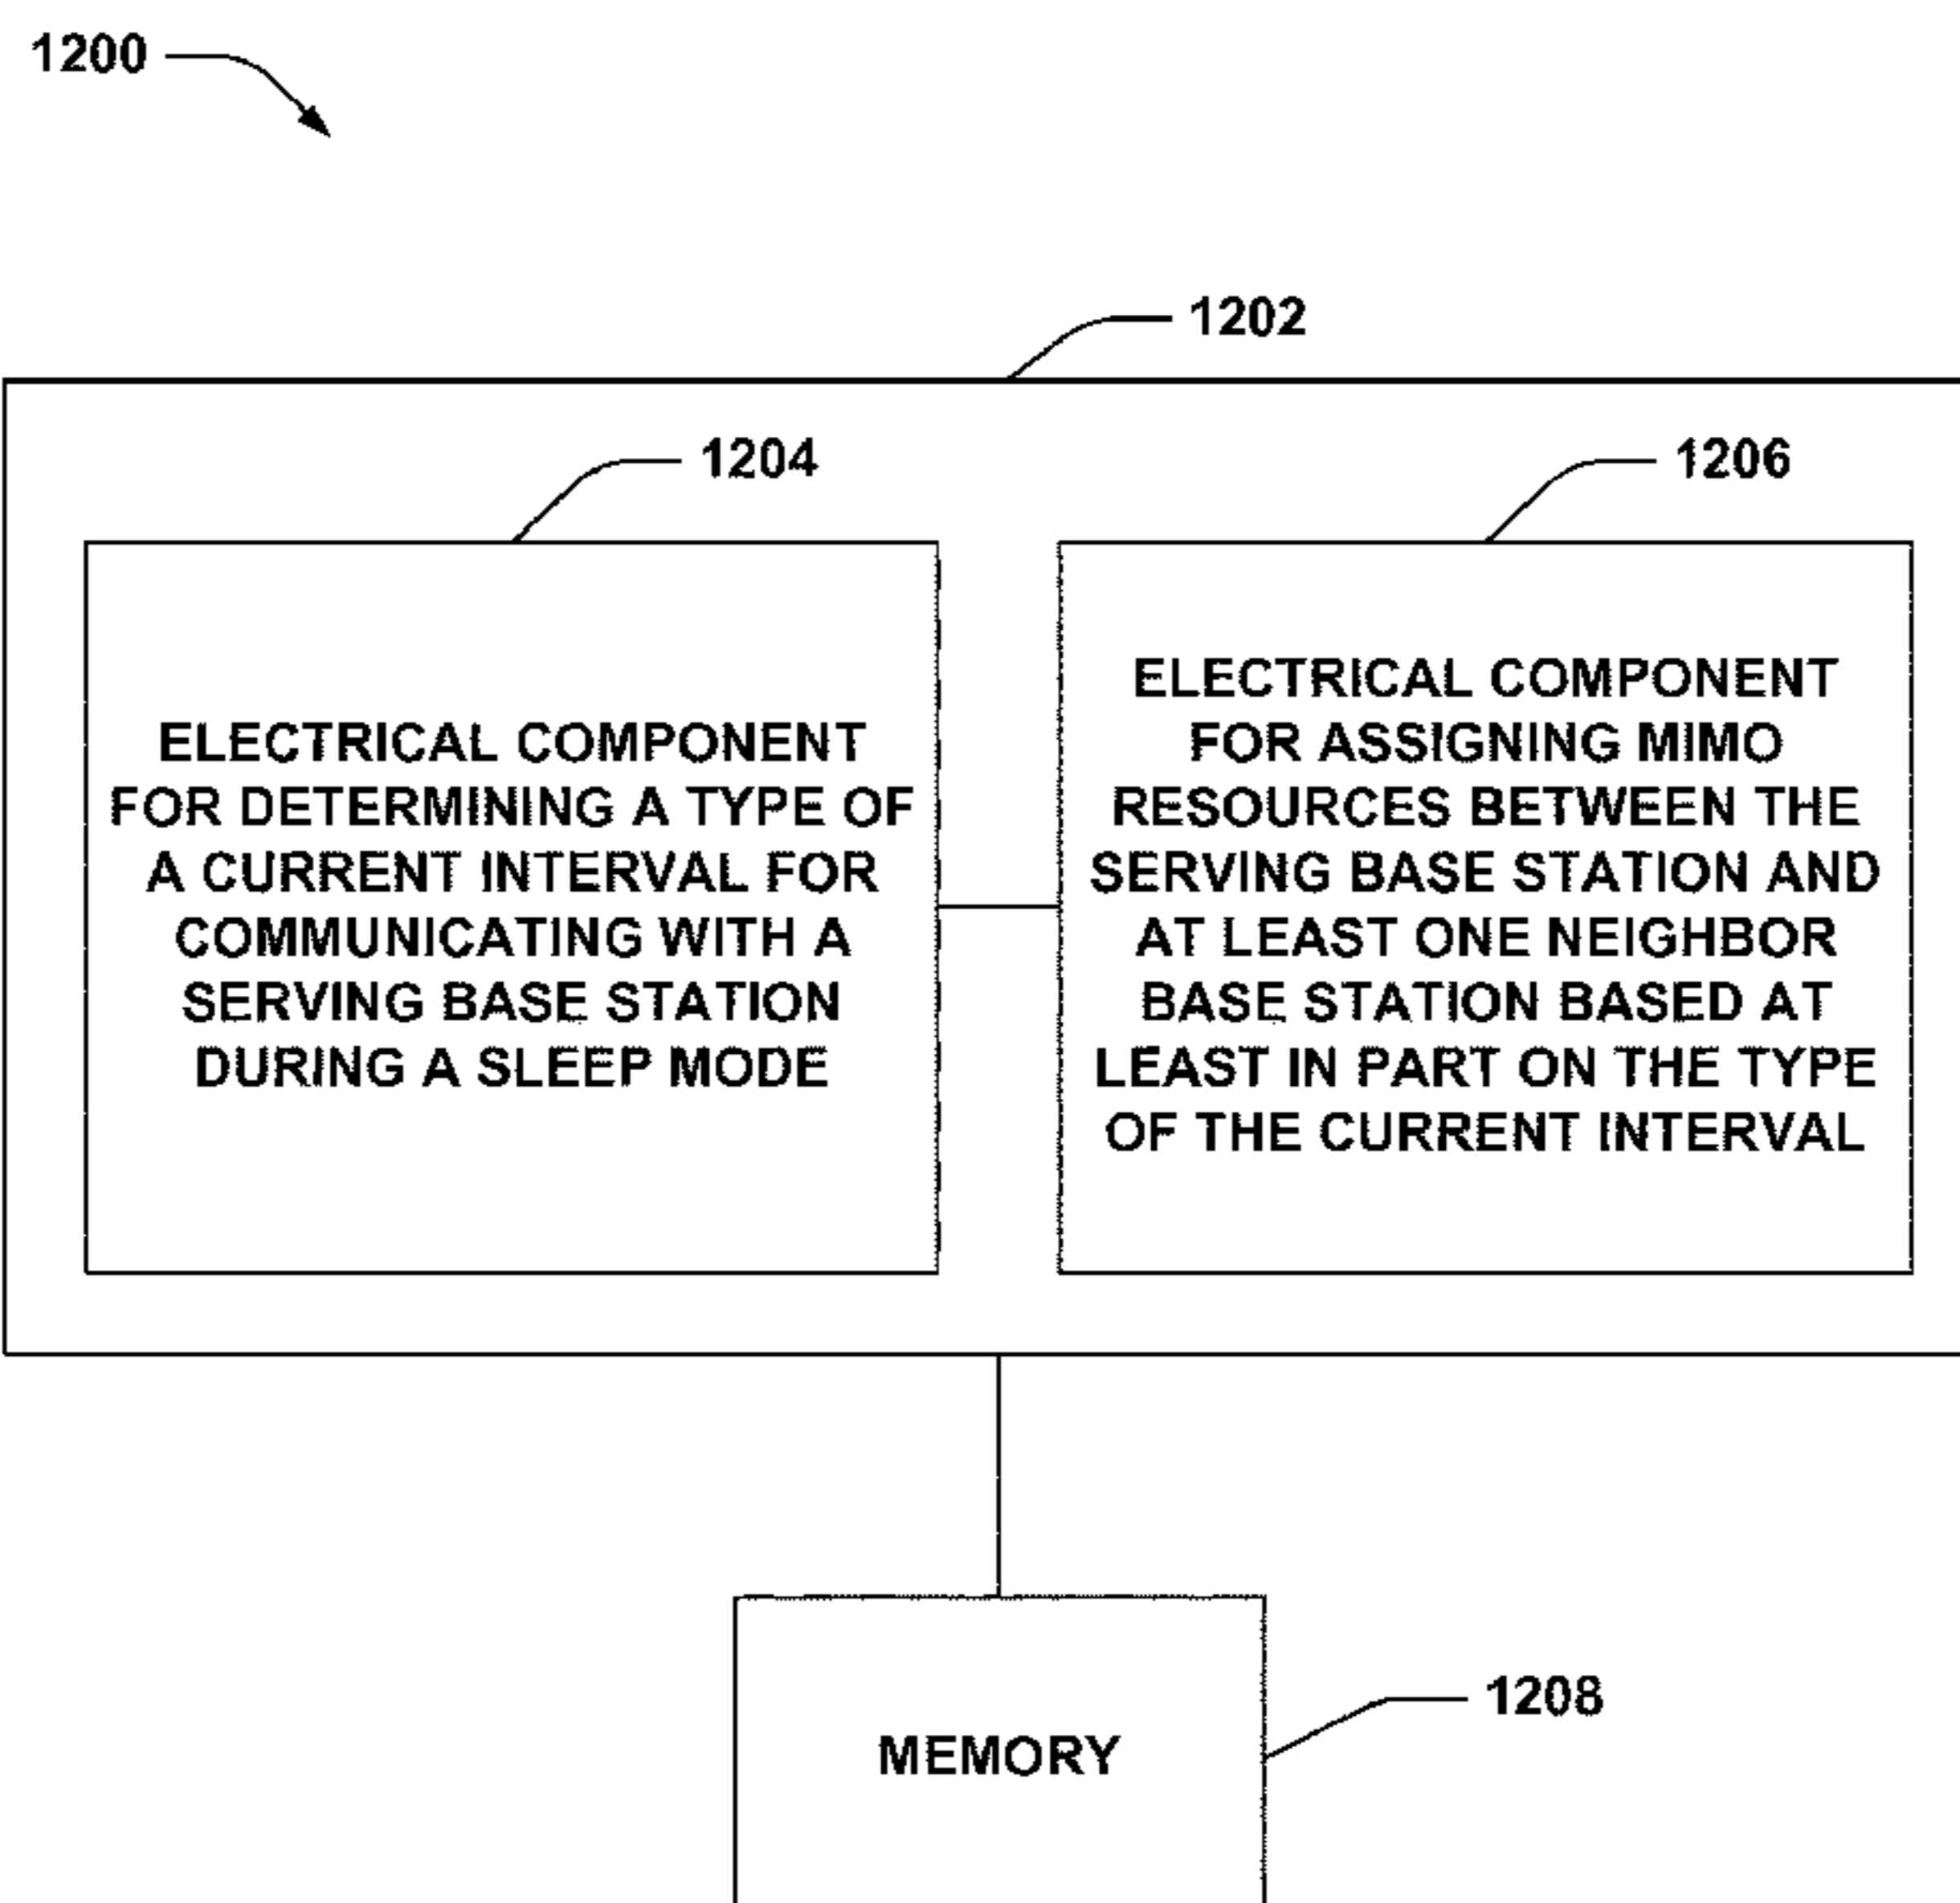 1200
1202
1204
1206
ELECTRICAL COMPONENT
FOR DETERMINING A TYPE OF
A CURRENT INTERVAL FOR
COMMUNICATING WITH A
SERVING BASE STATION
DURING A SLEEP MODE
ELECTRICAL COMPONENT
FOR ASSIGNING MIMO
RESOURCES BETWEEN THE
SERVING BASE STATION AND
AT LEAST ONE NEIGHBOR
BASE STATION BASED AT
LEAST IN PART ON THE TYPE
OF THE CURRENT INTERVAL
1208
MEMORY